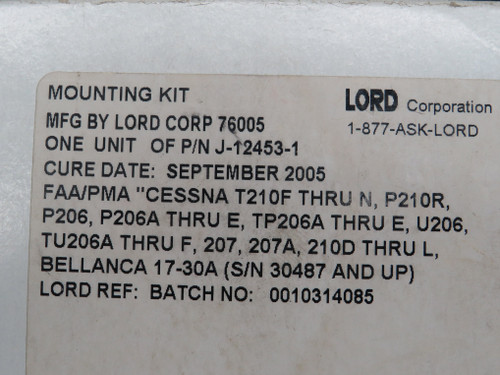 MOUNTING KIT
LORD Corporation
MFG BY LORD CORP 76005
1-877-ASK-LORD
ONE UNIT OF P/N J-12453-1
CURE DATE: SEPTEMBER 2005
FAA/PMA "CESSNA T210F THRU N, P210R,
P206, P206A THRU E, TP206A THRU E, U206,
TU206A THRU F, 207, 207A, 210D THRU L,
BELLANCA 17-30A (S/N 30487 AND UP)
LORD REF: BATCH NO: 0010314085